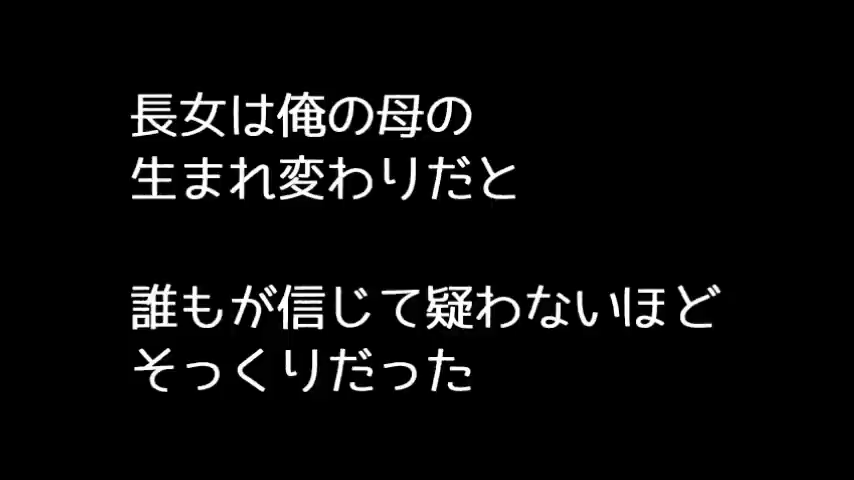 長女は俺の母の
生まれ変わりだと
誰もが信じて疑わないほど
そっくりだった